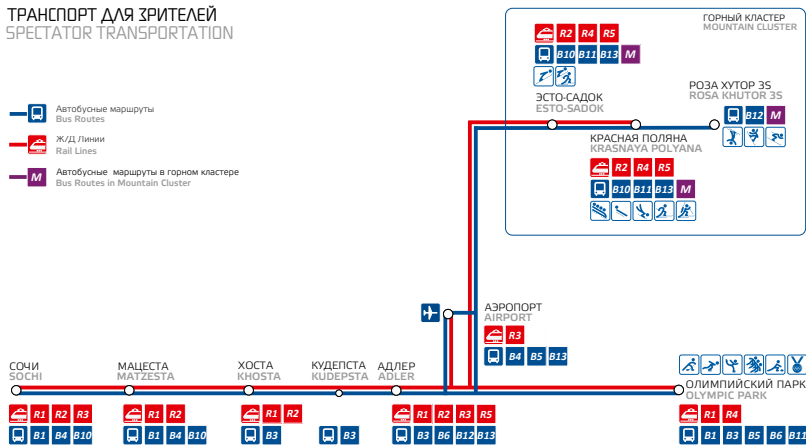 ТРАНСПОРТ ДЛЯ ЗРИТЕЛЕЙ
SPECTATOR TRANSPORTATION
Автобусные маршруты
Bus Routes
Ж/Д Линии
Rail Lines
M
Автобусные маршруты в горном кластере
Bus Routes in Mountain Cluster
ГОРНЫЙ КЛАСТЕР
MOUNTAIN CLUSTER
R2 R4 R5
B10 B11 B13 M
ЭСТО-САДОК
ESTO-SADOK
РОЗА ХУТОР 3S
ROSA KHUTOR 3S
B12 M
КРАСНАЯ ПОЛЯНА
KRASNAYA POLYANA
R2 R4 R5
B10 B11 B13 M
АЭРОПОРТ
AIRPORT
R3
B4 B5 B13
СОЧИ
SOCHI
R1 R2 R3
B1 B4 B10
МАЦЕСТА
MATZESTA
R1 R2
B1 B4 B10
ХОСТА
KHOSTA
R1 R2
B3
КУДЕПСТА
KUDEPSTA
B3
АДЛЕР
ADLER
R1 R2 R3 R5
B3 B6 B12 B13
ОЛИМПИЙСКИЙ ПАРК
OLYMPIC PARK
R1 R4
B1 B3 B5 B6 B11